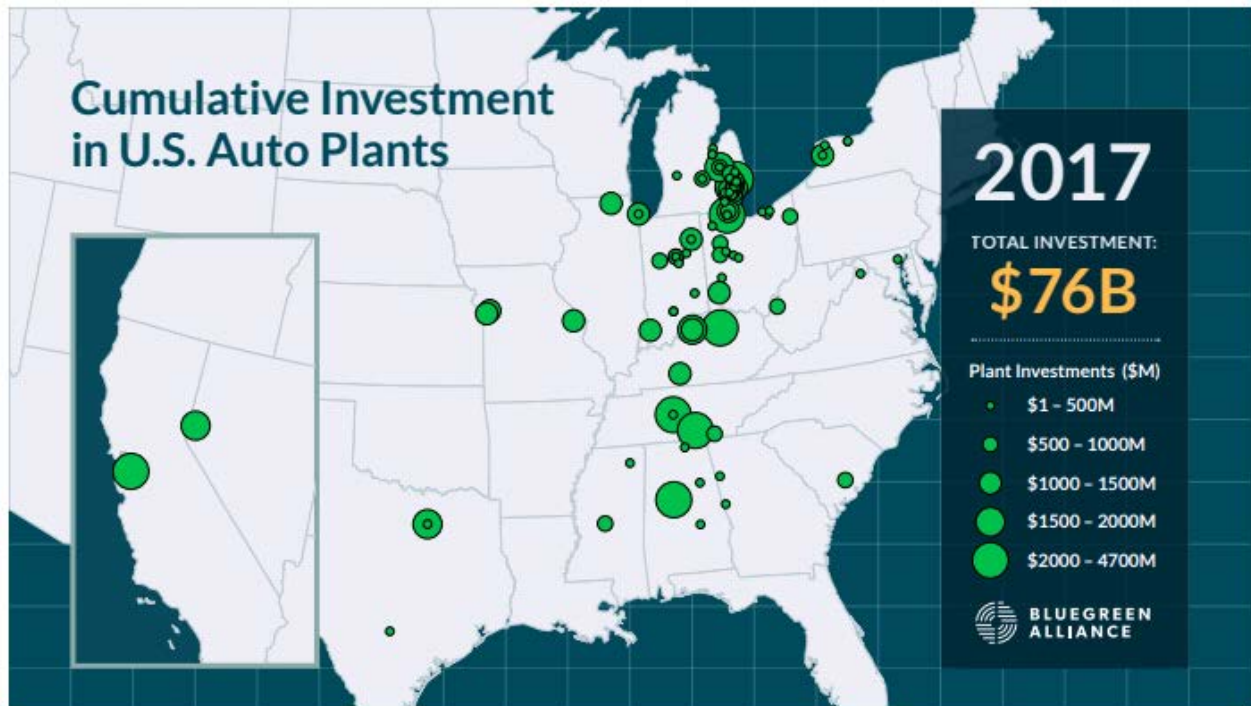 Cumulative Investment
in U.S. Auto Plants
2017
TOTAL INVESTMENT:
$76B
Plant Investments ($M)
$1 – 500M
$500 – 1000M
$1000 – 1500M
$1500 – 2000M
$2000 – 4700M
BLUEGREEN
ALLIANCE